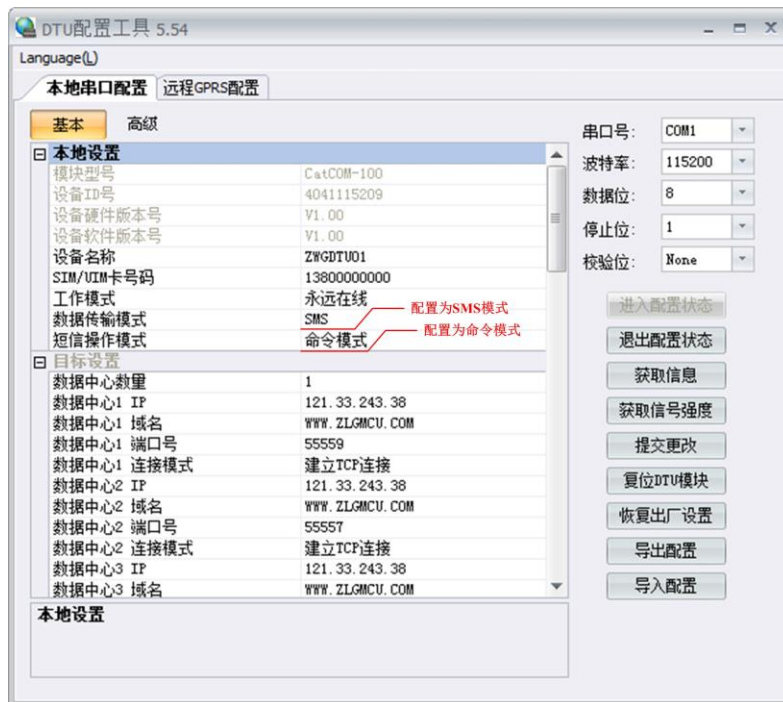 DTU配置工具 5.54
Language(L)
本地串口配置 远程GPRS配置
基本 高级
本地设置
模块型号 CatCOM-100
设备ID号 4041115209
设备硬件版本号 V1.00
设备软件版本号 V1.00
设备名称 ZWGDTU01
SIM/UIM卡号码 13800000000
工作模式 永远在线
数据传输模式 SMS 配置为SMS模式
短信操作模式 命令模式 配置为命令模式
目标设置
数据中心数量 1
数据中心1 IP 121.33.243.38
数据中心1 域名 WWW.ZLGMCU.COM
数据中心1 端口号 55559
数据中心1 连接模式 建立TCP连接
数据中心2 IP 121.33.243.38
数据中心2 域名 WWW.ZLGMCU.COM
数据中心2 端口号 55557
数据中心2 连接模式 建立TCP连接
数据中心3 IP 121.33.243.38
数据中心3 域名 WWW.ZLGMCU.COM
本地设置
串口号: COM1
波特率: 115200
数据位: 8
停止位: 1
校验位: None
进入配置状态
退出配置状态
获取信息
获取信号强度
提交更改
复位DTU模块
恢复出厂设置
导出配置
导入配置